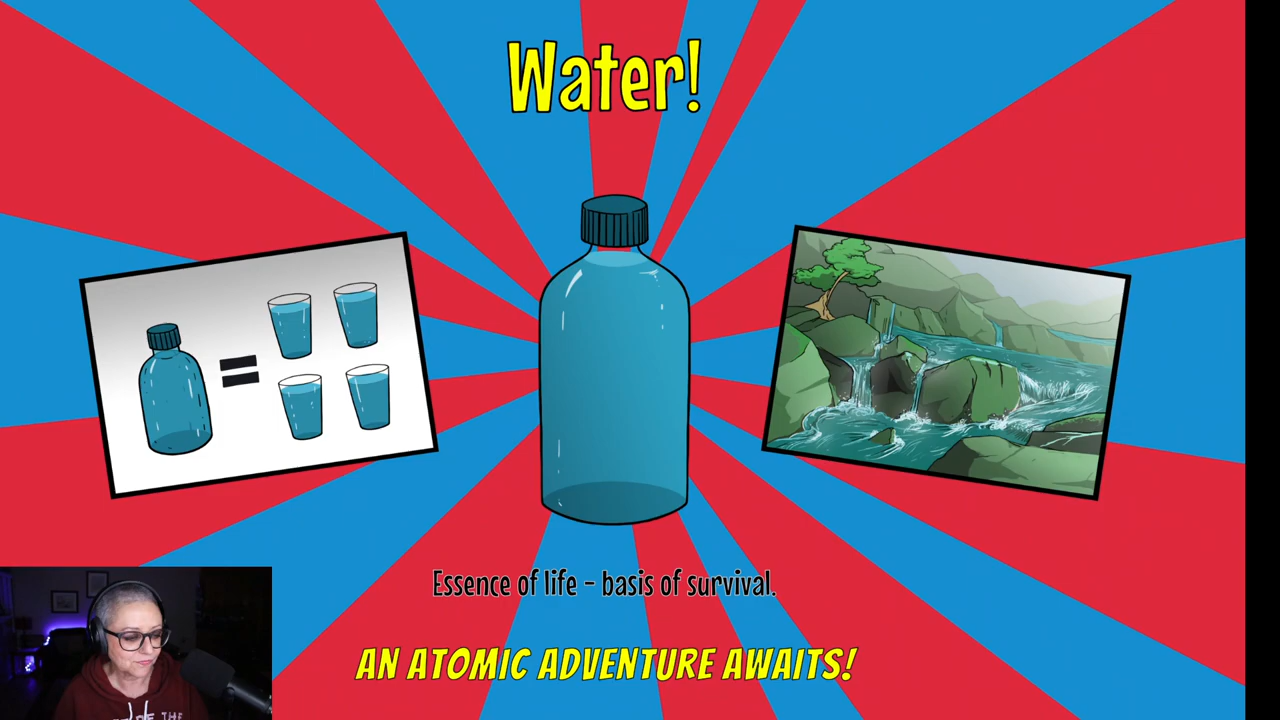 Water!
Essence of life - basis of survival.
AN ATOMIC ADVENTURE AWAITS!